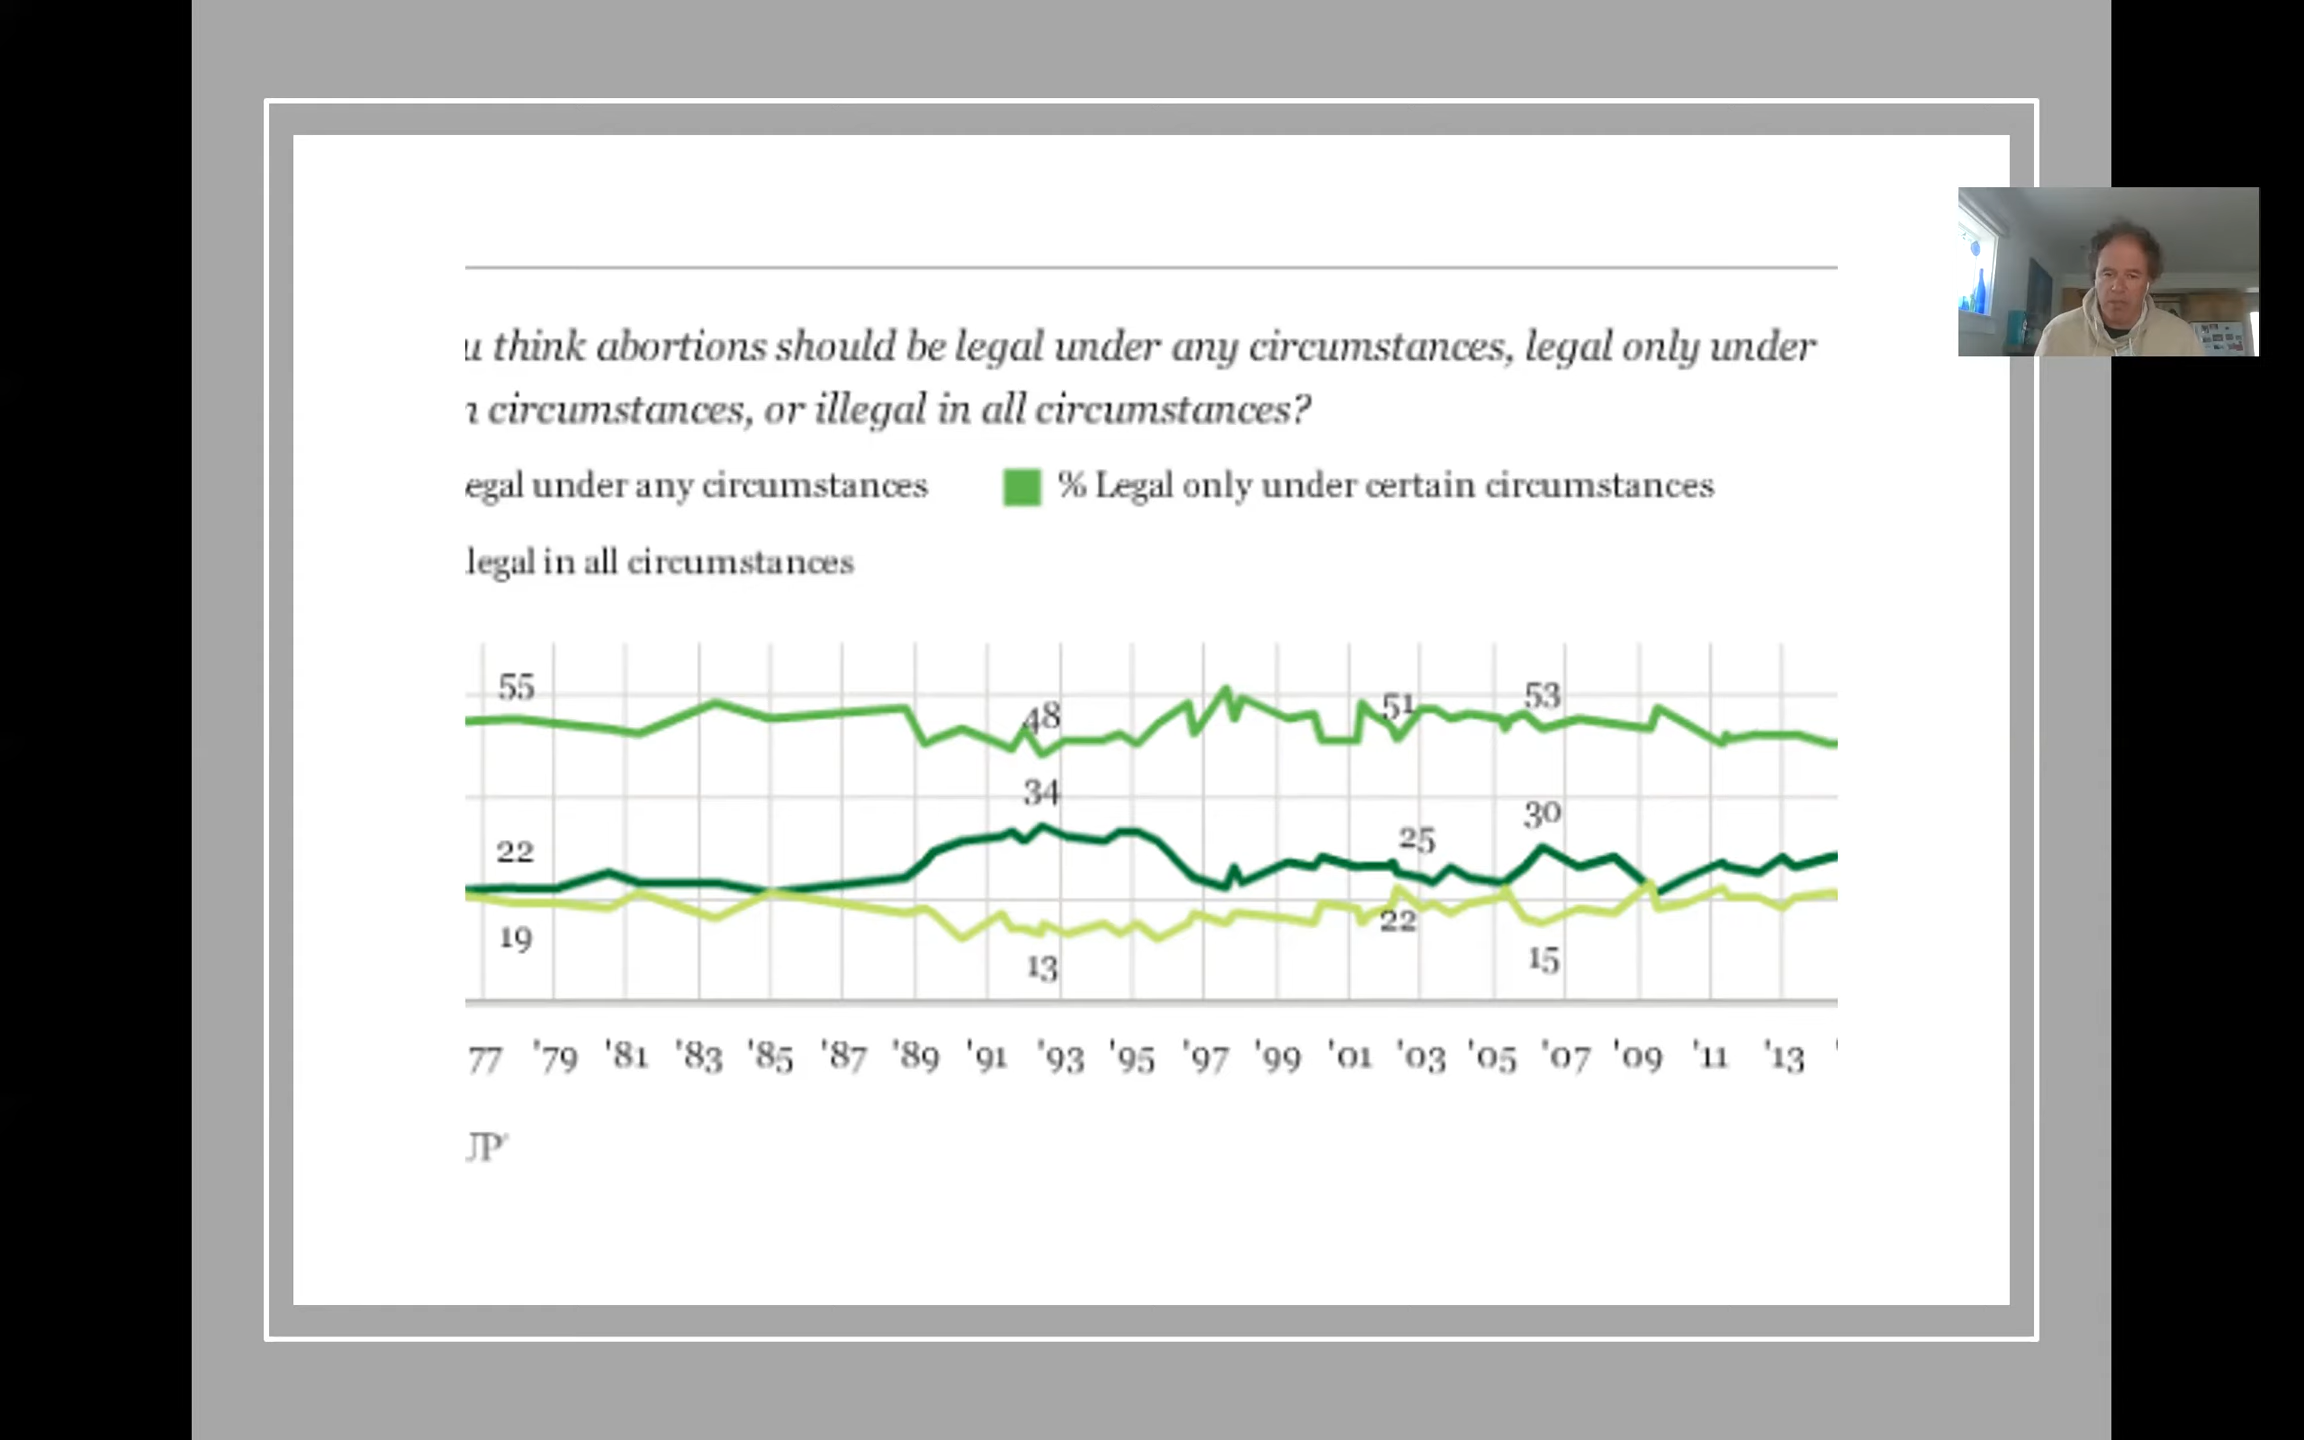 u think abortions should be legal under any circumstances, legal only under
n circumstances, or illegal in all circumstances?
egal under any circumstances % Legal only under certain circumstances
legal in all circumstances
55 48 51 53
34 30
22 25
19 13 22 15
77 '79 '81 '83 '85 '87 '89 '91 '93 '95 '97 '99 '01 '03 '05 '07 '09 '11 '13 '
UP